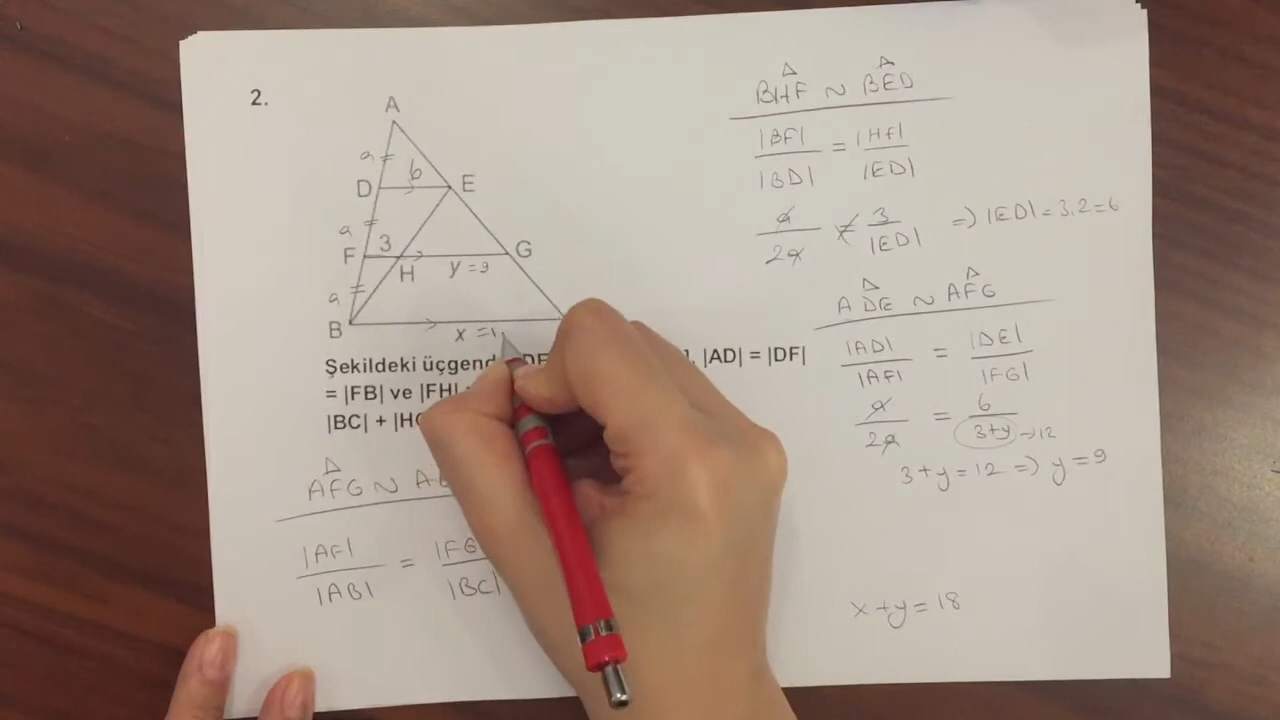 2.
A
a
D
6
E
a
F
3
H
y = 9
G
a
B
x = 1
Şekildeki üçgend
|AD| = |DF|
= |FB| ve |FH|
|BC| +
AFG ~
|AF| / |AB| = / |BC|
BHF ~ BED
|BF| / |BD| = |HF| / |ED|
a / 2a = 3 / |ED| => |ED| = 3.2 = 6
ADE ~ AFG
|AD| / |AF| = |DE| / |FG|
a / 2a = 6 / 3+y → 12
3 + y = 12 => y = 9
x + y = 18